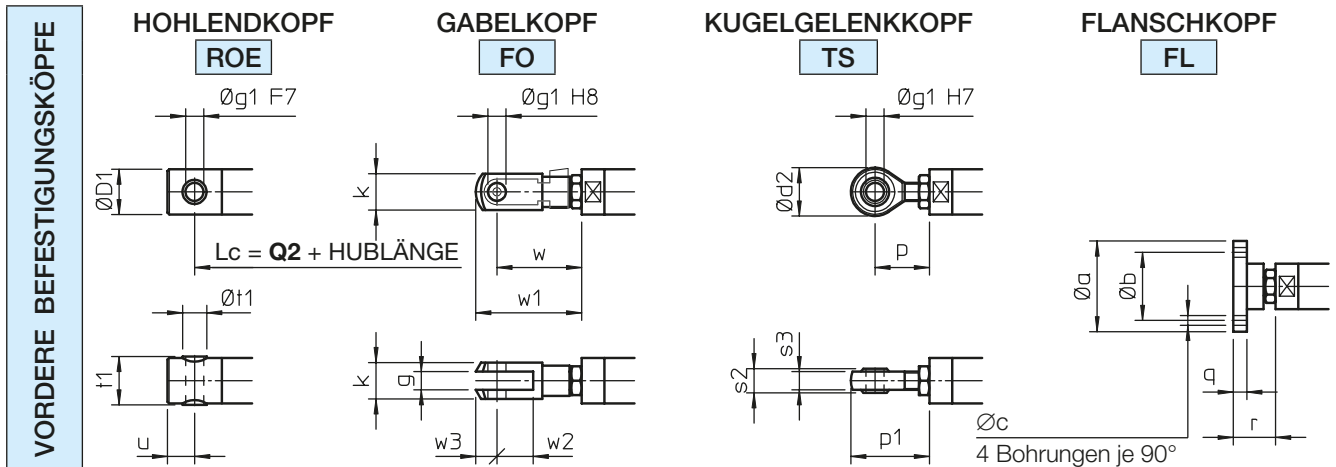 VORDERE BEFESTIGUNGSKÖPFE
HOHLENDKOPF
ROE
GABELKOPF
FO
KUGELGELENKKOPF
TS
FLANSCHKOPF
FL
Øg1 F7
Øg1 H8
Øg1 H7
ØD1
k
Ød2
Lc = Q2 + HUBLÄNGE
w
w1
p
Øa
Øb
Øt1
t1
u
k
g
w3
w2
s2
s3
p1
q
r
Øc
4 Bohrungen je 90°